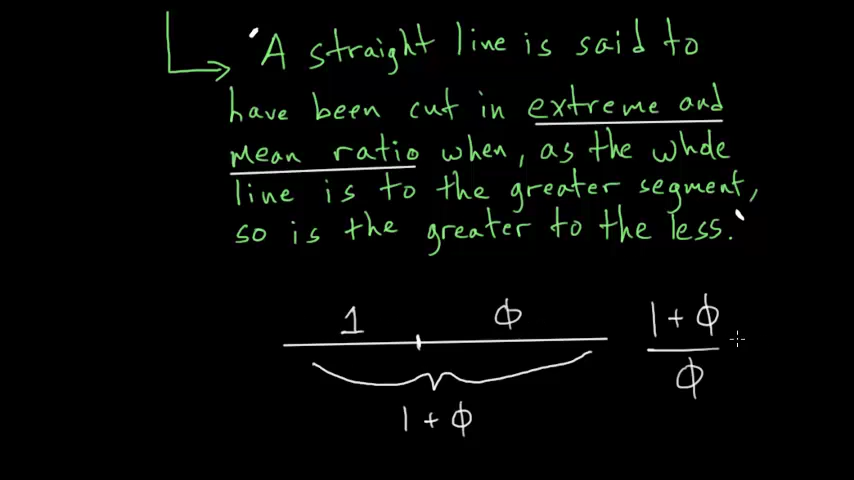 'A straight line is said to
have been cut in extreme and
mean ratio when, as the whole
line is to the greater segment,
so is the greater to the less.'
1 ϕ
1 + ϕ
1 + ϕ
ϕ